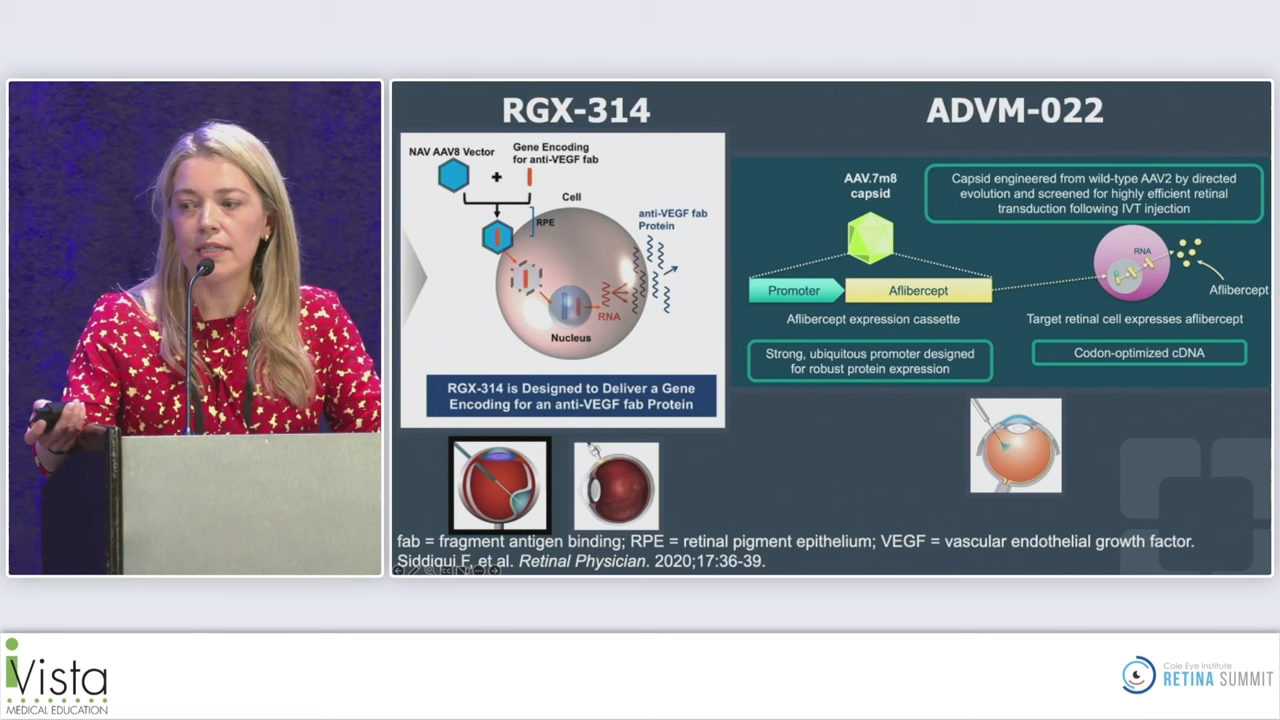 RGX-314
NAV AAV8 Vector
Gene Encoding
for anti-VEGF fab
Cell
RPE
anti-VEGF fab
Protein
RNA
Nucleus
RGX-314 is Designed to Deliver a Gene
Encoding for an anti-VEGF fab Protein
ADVM-022
AAV.7m8
capsid
Capsid engineered from wild-type AAV2 by directed
evolution and screened for highly efficient retinal
transduction following IVT injection
RNA
Promoter
Aflibercept
Aflibercept
Aflibercept expression cassette
Target retinal cell expresses aflibercept
Strong, ubiquitous promoter designed
for robust protein expression
Codon-optimized cDNA
fab = fragment antigen binding; RPE = retinal pigment epithelium; VEGF = vascular endothelial growth factor.
Siddiqui F, et al. Retinal Physician. 2020;17:36-39.
iVista
MEDICAL EDUCATION
Cole Eye Institute
RETINA SUMMIT